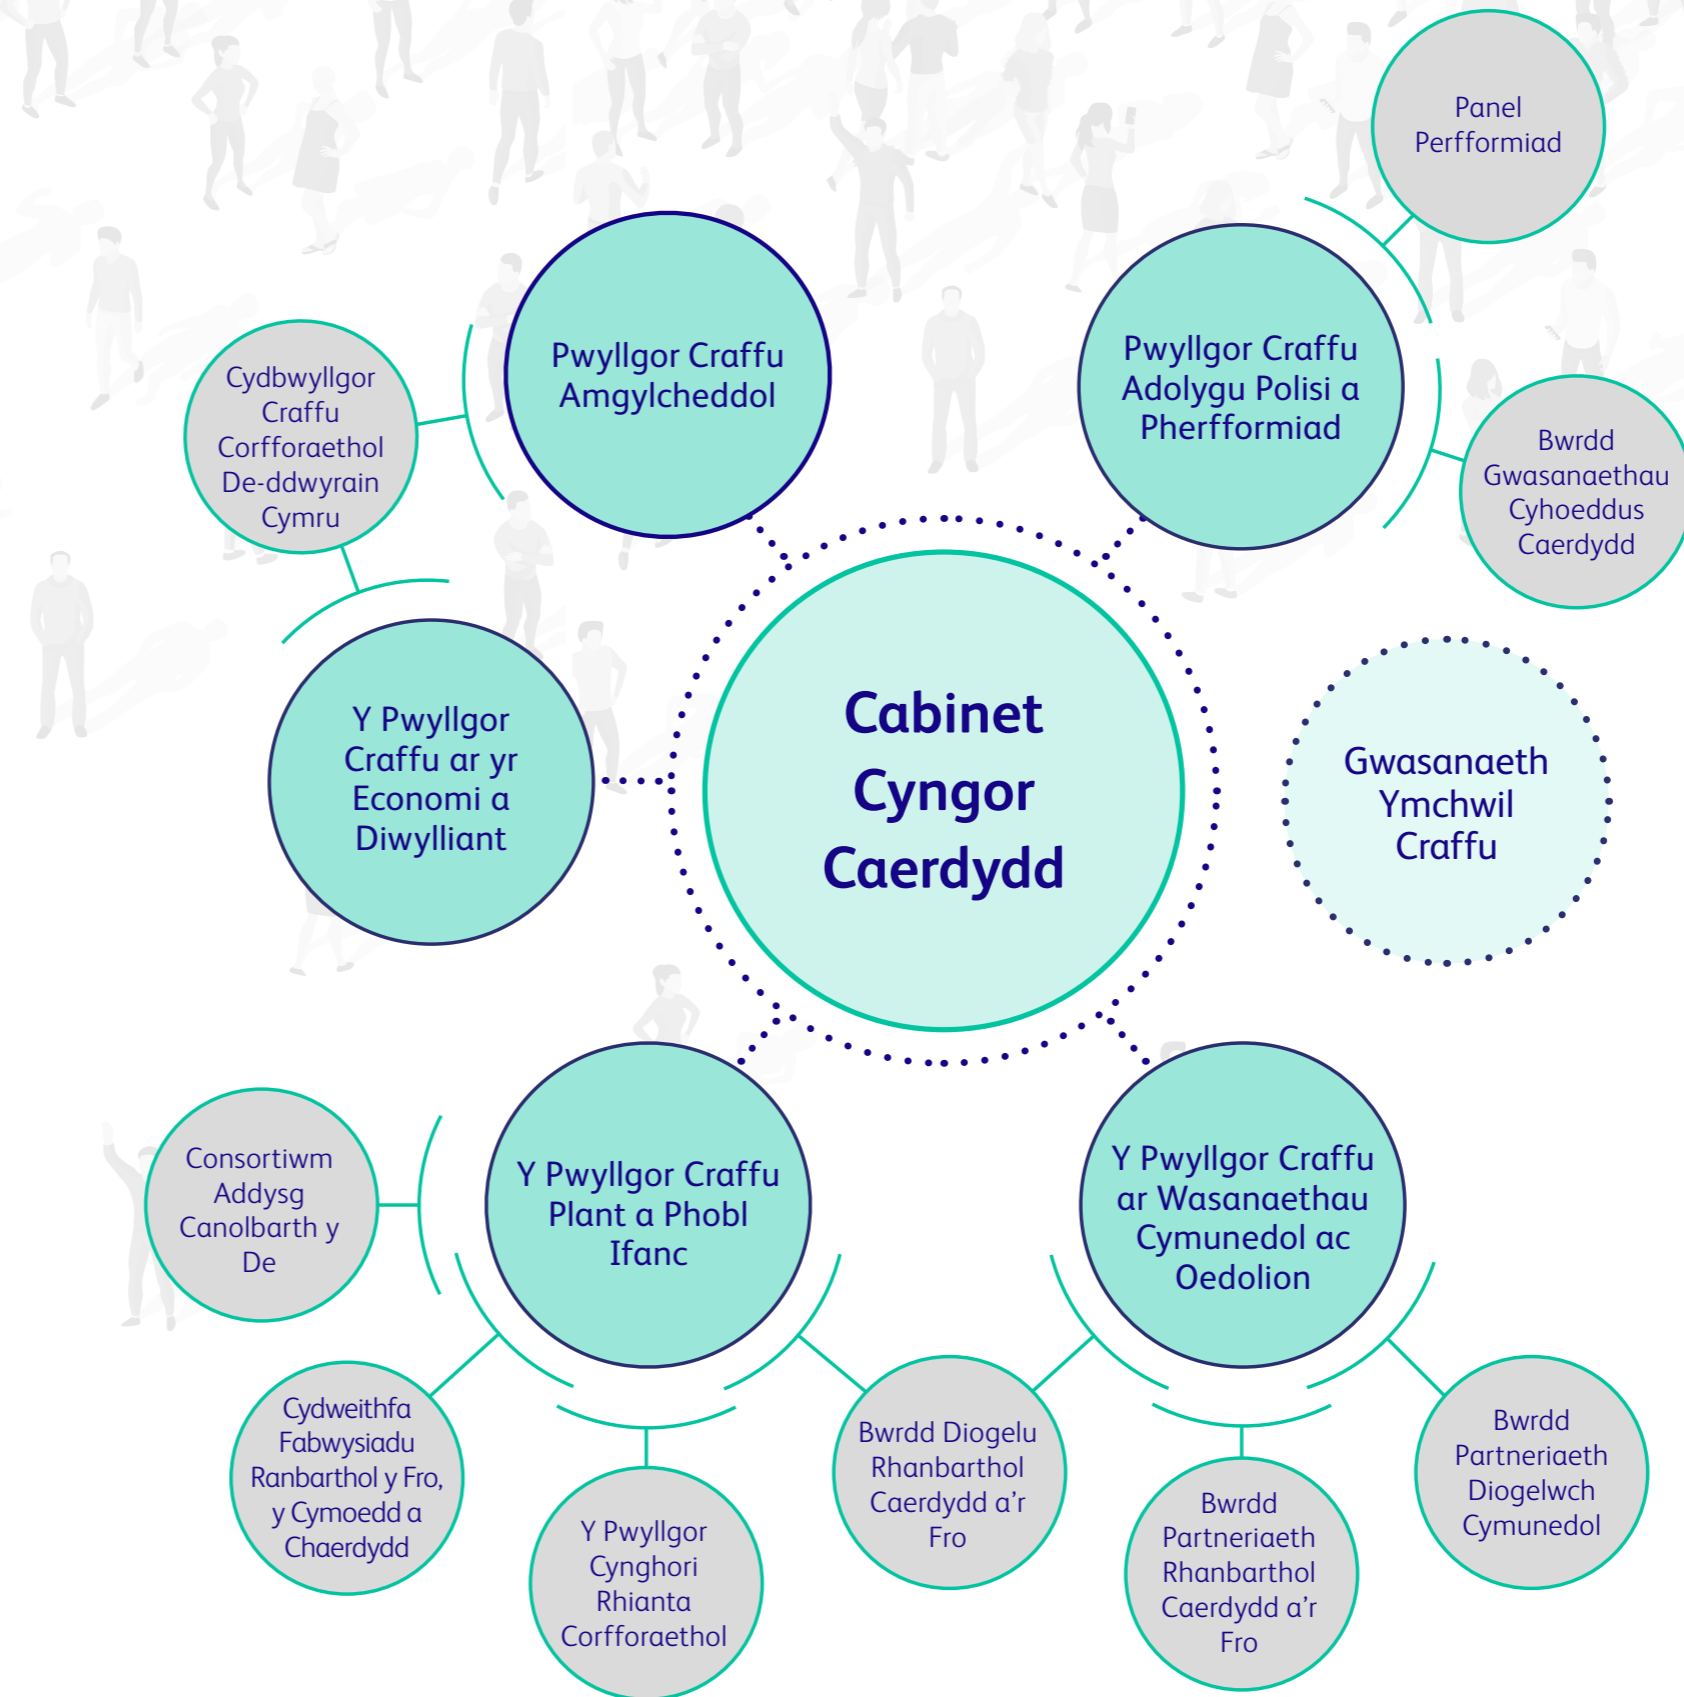 Panel
Perfformiad
Pwyllgor Craffu
Amgylcheddol
Pwyllgor Craffu
Adolygu Polisi a
Pherfformiad
Cydbwyllgor
Craffu
Corfforaethol
De-ddwyrain
Cymru
Bwrdd
Gwasanaethau
Cyhoeddus
Caerdydd
Y Pwyllgor
Craffu ar yr
Economi a
Diwylliant
Cabinet
Cyngor
Caerdydd
Gwasanaeth
Ymchwil
Craffu
Consortiwm
Addysg
Canolbarth y
De
Y Pwyllgor Craffu
Plant a Phobl
Ifanc
Y Pwyllgor Craffu
ar Wasanaethau
Cymunedol ac
Oedolion
Cydweithfa
Fabwysiadu
Ranbarthol y Fro,
y Cymoedd a
Chaerdydd
Y Pwyllgor
Cynghori
Rhianta
Corfforaethol
Bwrdd Diogelu
Rhanbarthol
Caerdydd a’r
Fro
Bwrdd
Partneriaeth
Rhanbarthol
Caerdydd a’r
Fro
Bwrdd
Partneriaeth
Diogelwch
Cymunedol